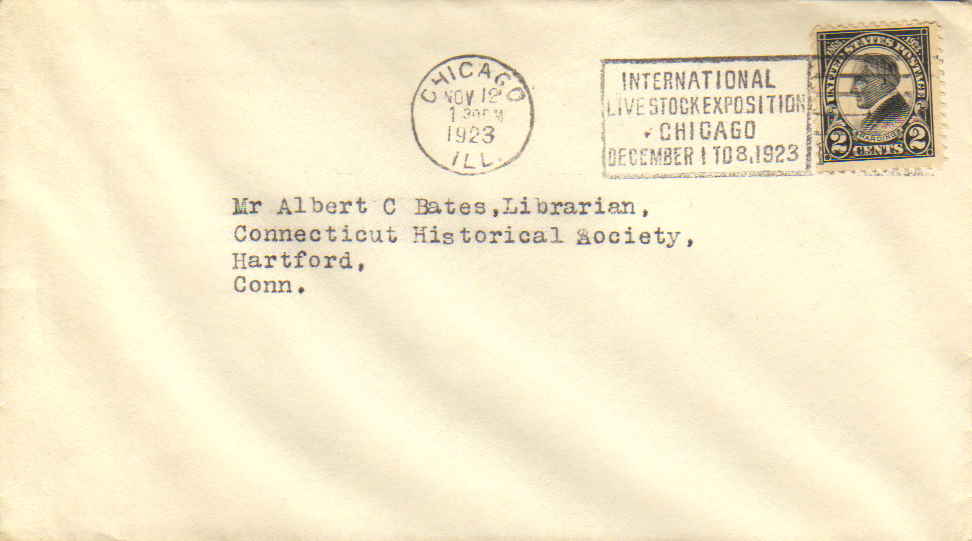 CHICAGO
NOV 12
1923
ILL.
INTERNATIONAL
LIVE STOCK EXPOSITION
CHICAGO
DECEMBER 1 TO 8, 1923
UNITED STATES POSTAGE
HARDING
2 CENTS 2
Mr Albert C Bates,Librarian,
Connecticut Historical Society,
Hartford,
Conn.